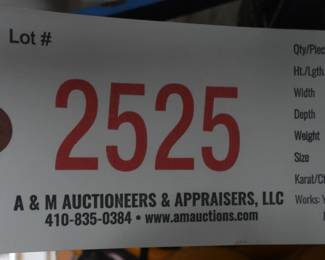 Lot #
2525
A & M AUCTIONEERS & APPRAISERS, LLC
410-835-0384 • www.amauctions.com
Qty/Piec
Ht./Lgth.
Width
Depth
Weight
Size
Karat/Ct
Works: Y